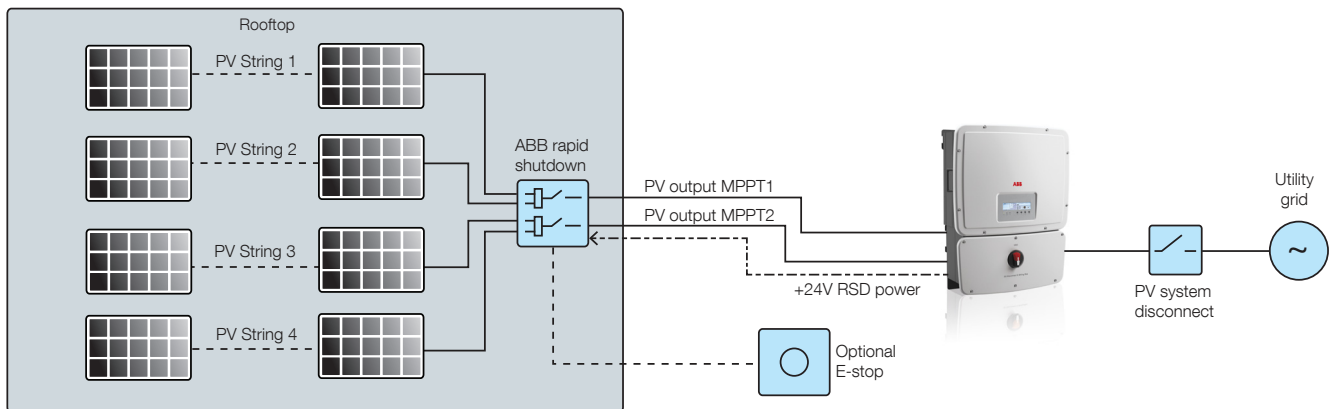 Rooftop
PV String 1
PV String 2
PV String 3
PV String 4
ABB rapid
shutdown
PV output MPPT1
PV output MPPT2
+24V RSD power
Optional
E-stop
ABB
PV system
disconnect
Utility
grid
~